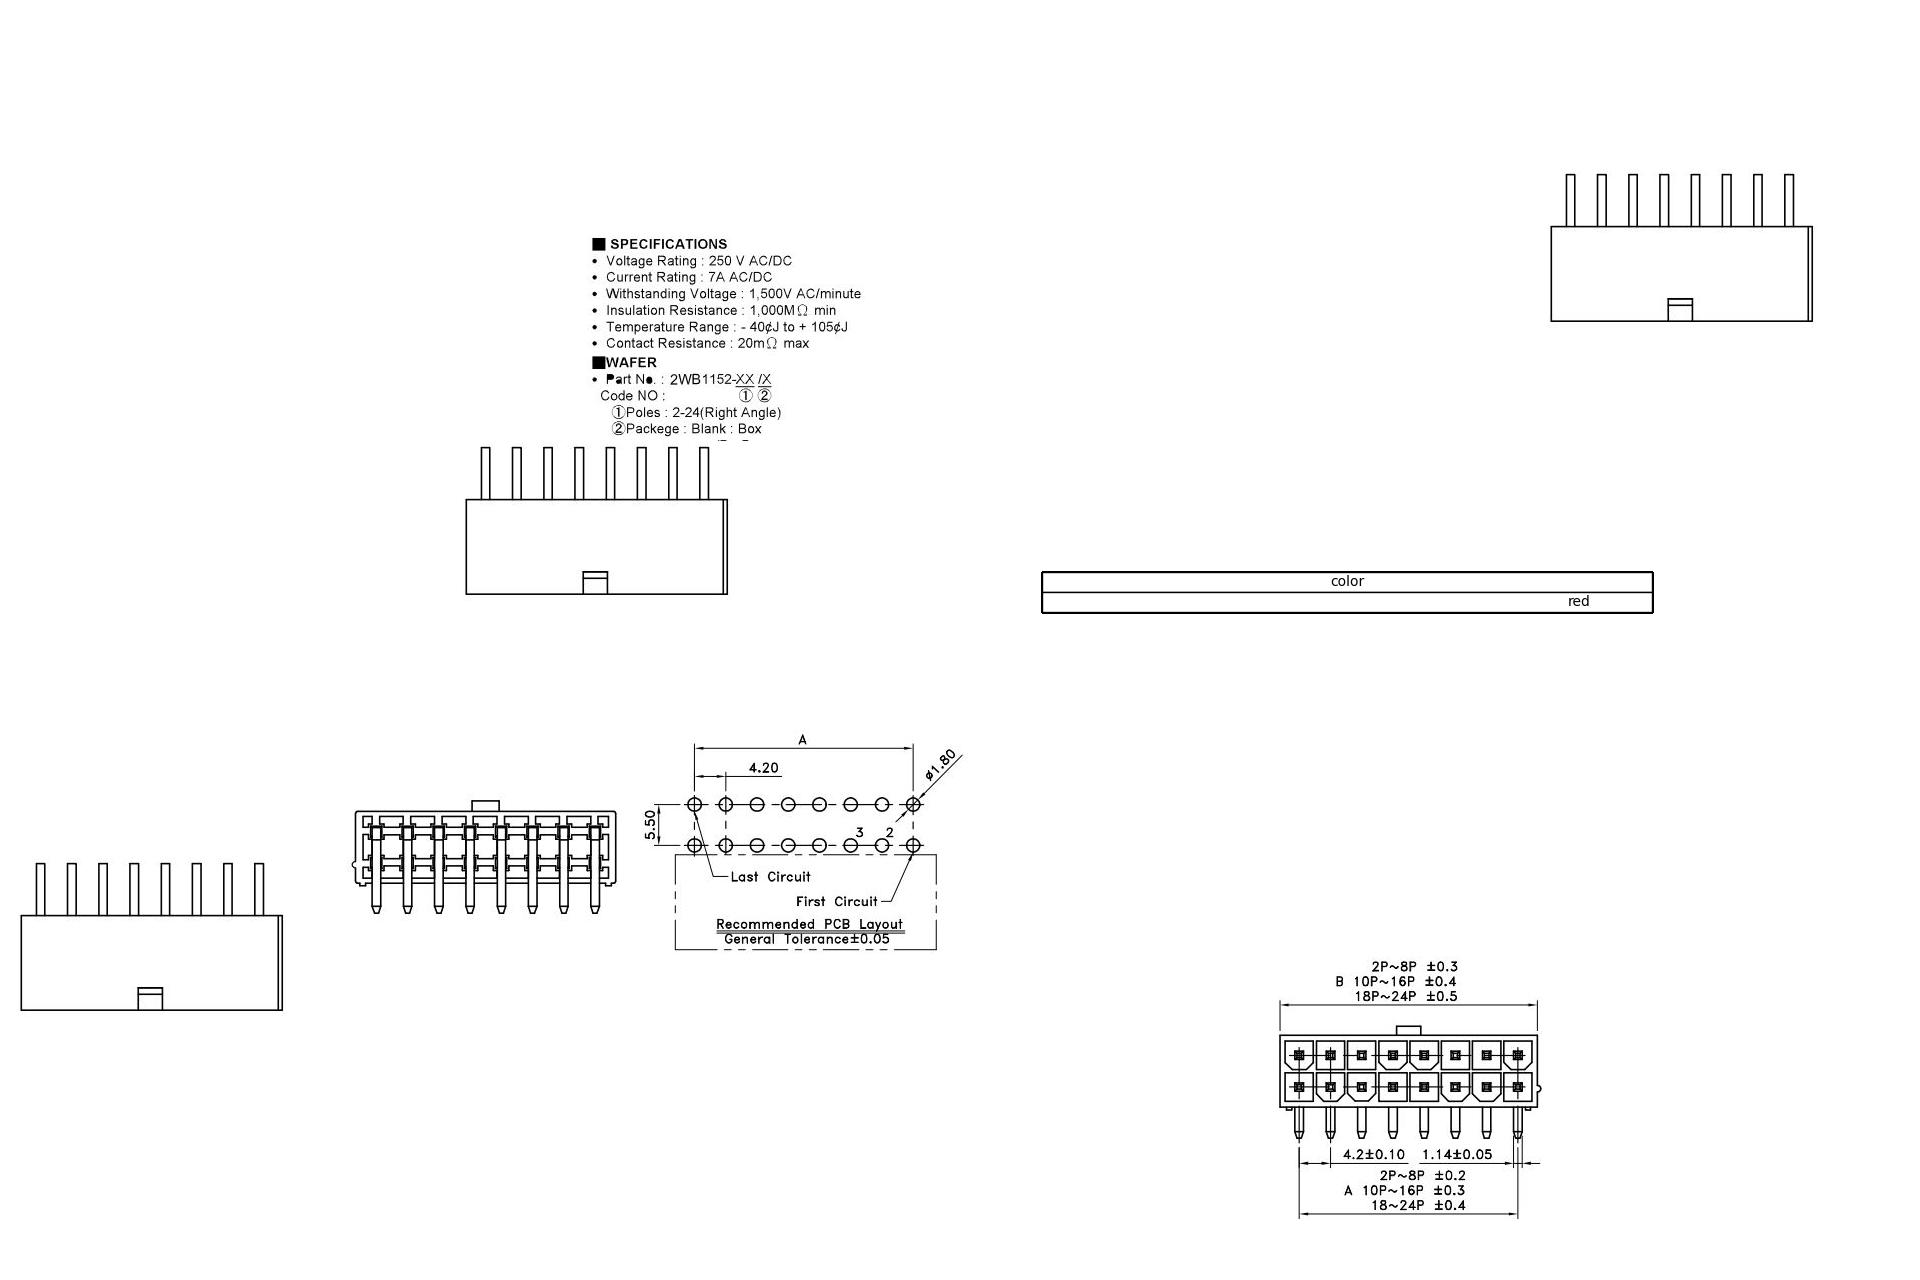 ■ SPECIFICATIONS
• Voltage Rating : 250 V AC/DC
• Current Rating : 7A AC/DC
• Withstanding Voltage : 1,500V AC/minute
• Insulation Resistance : 1,000MΩ min
• Temperature Range : - 40¢J to + 105¢J
• Contact Resistance : 20mΩ max
■WAFER
• Part No. : 2WB1152-XX /X
Code NO : ① ②
①Poles : 2-24(Right Angle)
②Packege : Blank : Box
color
red
A
4.20
ø1.80
5.50
3 2
Last Circuit
First Circuit
Recommended PCB Layout
General Tolerance±0.05
2P~8P ±0.3
B 10P~16P ±0.4
18P~24P ±0.5
4.2±0.10 1.14±0.05
2P~8P ±0.2
A 10P~16P ±0.3
18~24P ±0.4